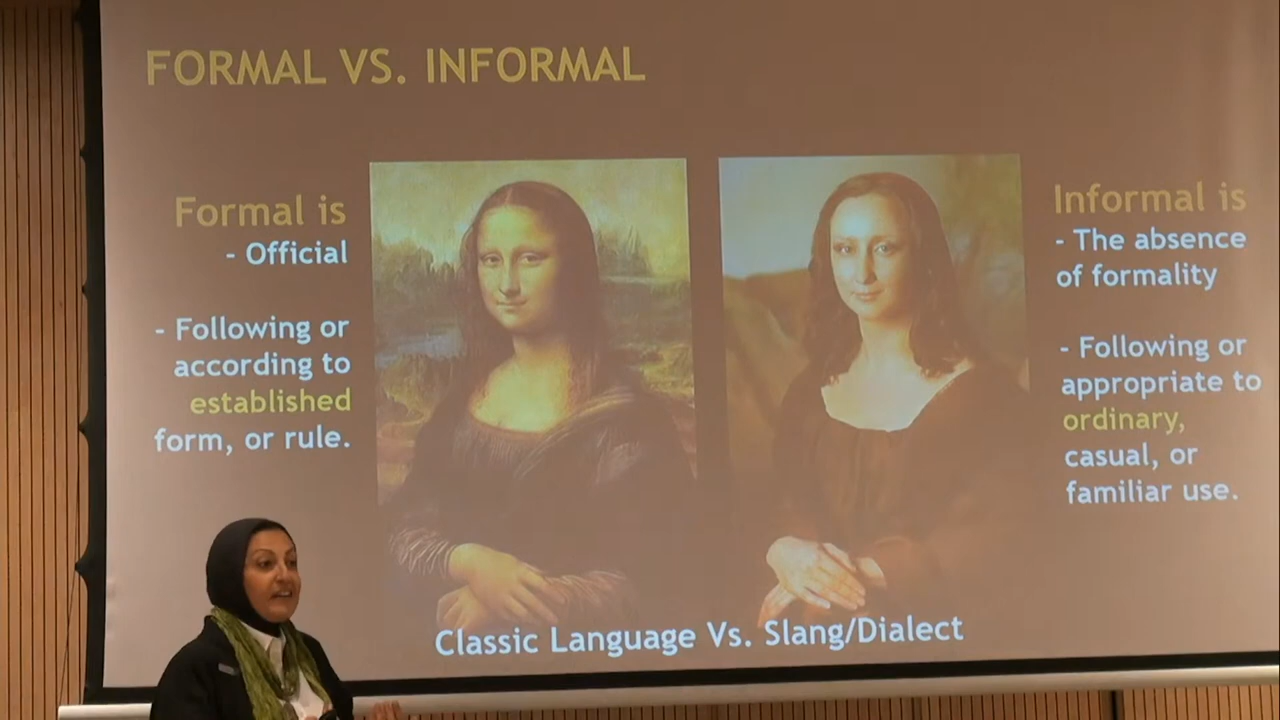 FORMAL VS. INFORMAL
Formal is
- Official
- Following or
according to
established
form, or rule.
Informal is
- The absence
of formality
- Following or
appropriate to
ordinary,
casual, or
familiar use.
Classic Language Vs. Slang/Dialect